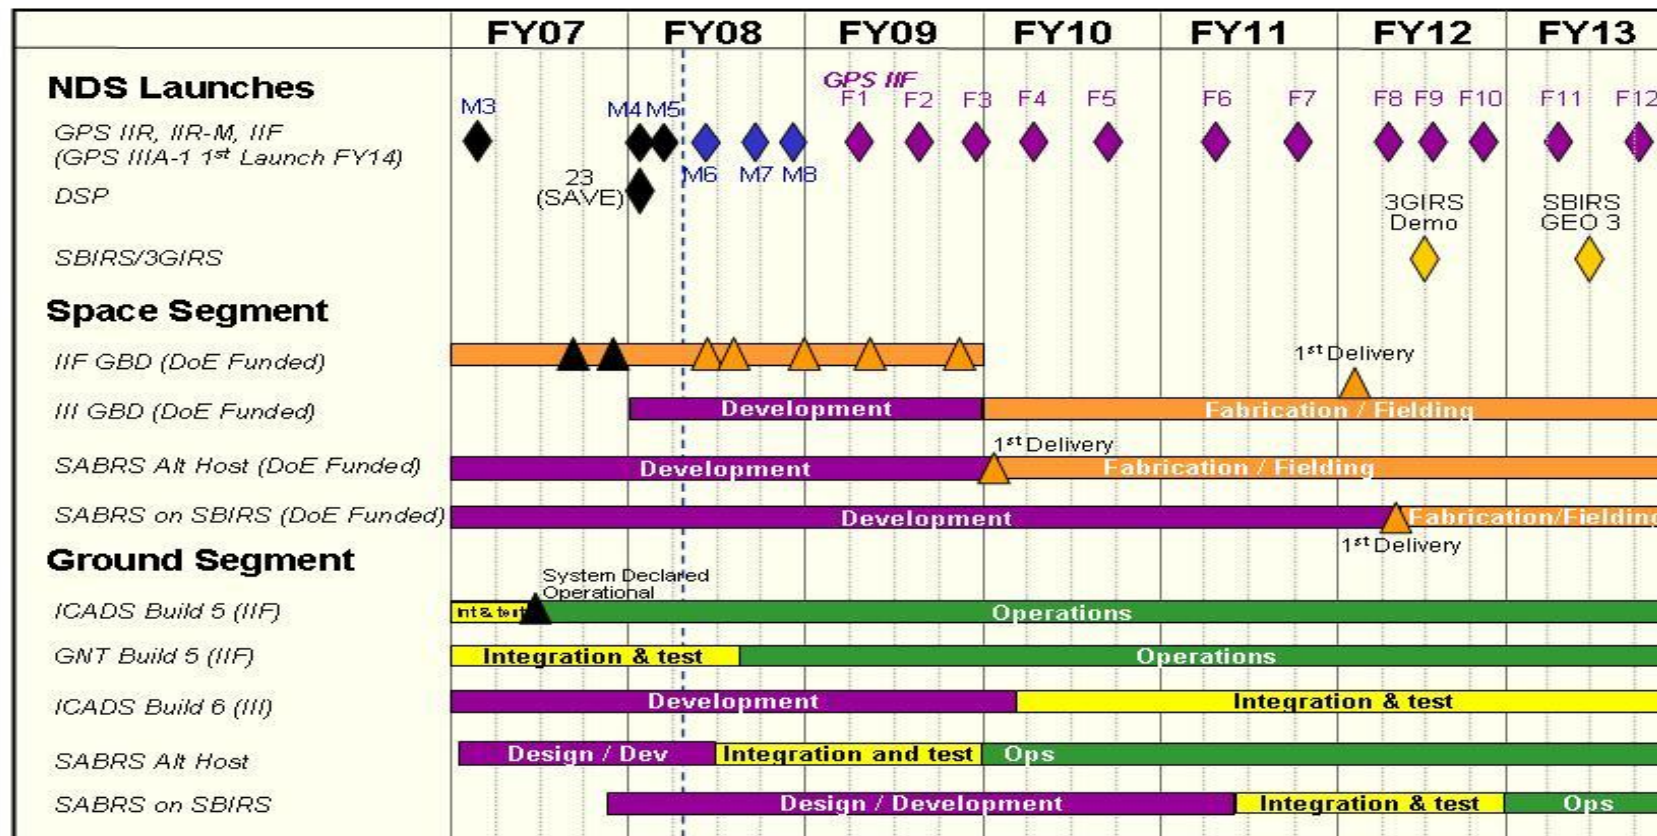 FY07 FY08 FY09 FY10 FY11 FY12 FY13
NDS Launches
GPS IIF
M3 M4 M5 F1 F2 F3 F4 F5 F6 F7 F8 F9 F10 F11 F12
GPS IIR, IIR-M, IIF
(GPS IIIA-1 1st Launch FY14)
M6 M7 M8
DSP
23
(SAVE)
3GIRS
Demo
SBIRS
GEO 3
SBIRS/3GIRS
Space Segment
IIF GBD (DoE Funded)
1st Delivery
III GBD (DoE Funded)
Development
Fabrication / Fielding
1st Delivery
SABRS Alt Host (DoE Funded)
Development
Fabrication / Fielding
SABRS on SBIRS (DoE Funded)
Development
Fabrication/Fielding
1st Delivery
Ground Segment
System Declared
Operational
ICADS Build 5 (IIF)
Int & test
Operations
GNT Build 5 (IIF)
Integration & test
Operations
ICADS Build 6 (III)
Development
Integration & test
SABRS Alt Host
Design / Dev
Integration and test
Ops
SABRS on SBIRS
Design / Development
Integration & test
Ops